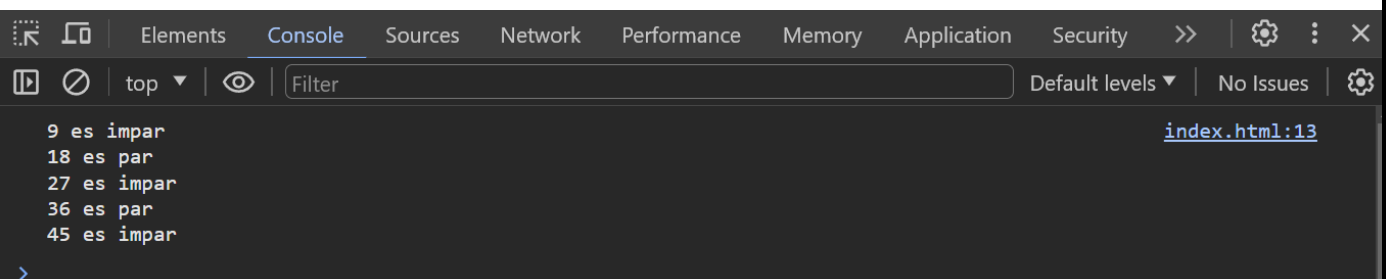 Elements Console Sources Network Performance Memory Application Security
top Filter Default levels No Issues
9 es impar index.html:13
18 es par
27 es impar
36 es par
45 es impar